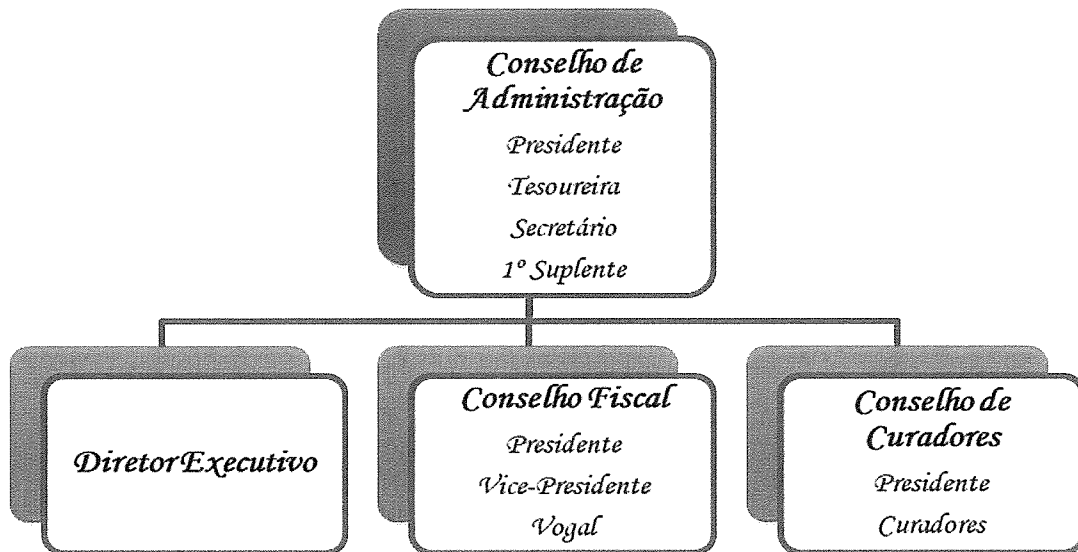 Conselho de
Administração
Presidente
Tesoureira
Secretário
1º Suplente
Diretor Executivo
Conselho Fiscal
Presidente
Vice-Presidente
Vogal
Conselho de
Curadores
Presidente
Curadores